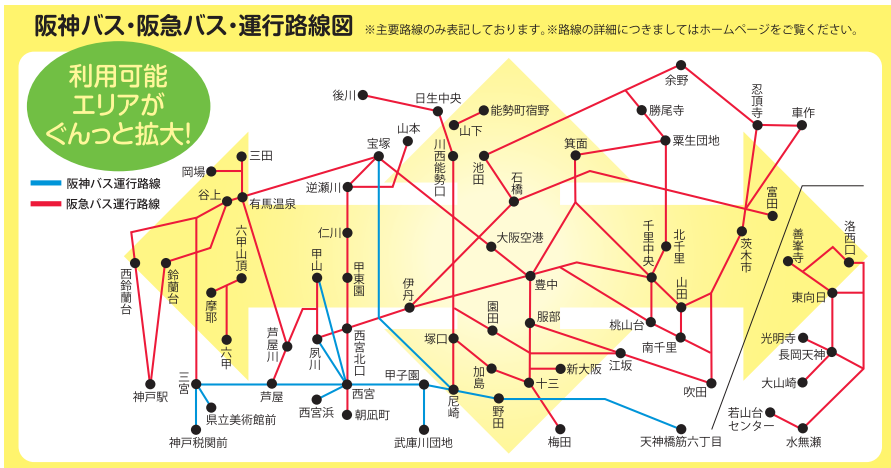 阪神バス・阪急バス・運行路線図
※主要路線のみ表記しております。※路線の詳細につきましてはホームページをご覧ください。
利用可能
エリアが
ぐんっと拡大!
阪神バス運行路線
阪急バス運行路線
後川
日生中央
能勢町宿野
山下
余野
忍頂寺
車作
勝尾寺
粟生団地
三田
岡場
宝塚
山本
川西能勢口
池田
箕面
谷上
有馬温泉
逆瀬川
石橋
富田
六甲山頂
仁川
大阪空港
千里中央
北千里
茨木市
善峯寺
洛西口
西鈴蘭台
鈴蘭台
甲山
甲東園
伊丹
豊中
山田
東向日
摩耶
六甲
芦屋川
夙川
西宮北口
園田
服部
桃山台
南千里
光明寺
長岡天神
塚口
加島
新大阪
江坂
神戸駅
三宮
芦屋
西宮
甲子園
尼崎
十三
吹田
大山崎
県立美術館前
西宮浜
朝凪町
野田
若山台
センター
神戸税関前
武庫川団地
梅田
天神橋筋六丁目
水無瀬